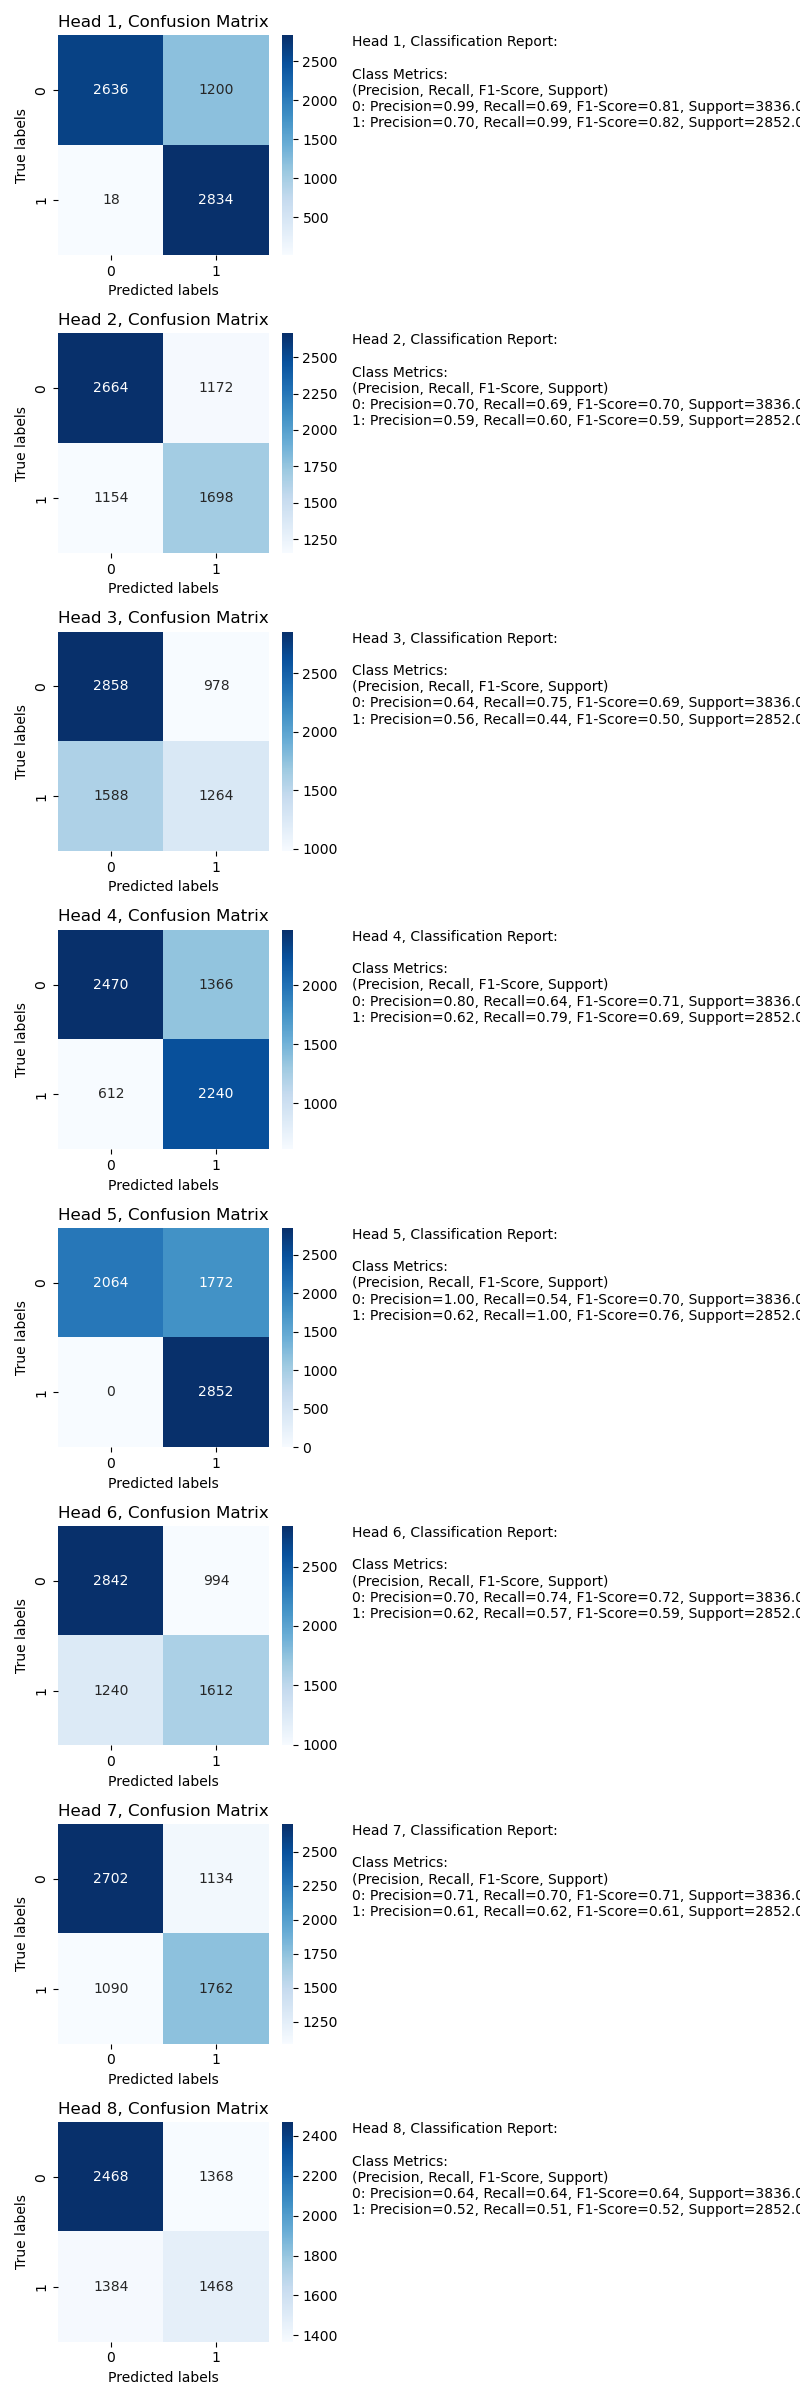 Head 1, Confusion Matrix
True labels
0
1
2636 1200
18 2834
0 1
Predicted labels
2500
2000
1500
1000
500
Head 1, Classification Report:
Class Metrics:
(Precision, Recall, F1-Score, Support)
0: Precision=0.99, Recall=0.69, F1-Score=0.81, Support=3836.0
1: Precision=0.70, Recall=0.99, F1-Score=0.82, Support=2852.0
Head 2, Confusion Matrix
True labels
0
1
2664 1172
1154 1698
0 1
Predicted labels
2500
2250
2000
1750
1500
1250
Head 2, Classification Report:
Class Metrics:
(Precision, Recall, F1-Score, Support)
0: Precision=0.70, Recall=0.69, F1-Score=0.70, Support=3836.0
1: Precision=0.59, Recall=0.60, F1-Score=0.59, Support=2852.0
Head 3, Confusion Matrix
True labels
0
1
2858 978
1588 1264
0 1
Predicted labels
2500
2000
1500
1000
Head 3, Classification Report:
Class Metrics:
(Precision, Recall, F1-Score, Support)
0: Precision=0.64, Recall=0.75, F1-Score=0.69, Support=3836.0
1: Precision=0.56, Recall=0.44, F1-Score=0.50, Support=2852.0
Head 4, Confusion Matrix
True labels
0
1
2470 1366
612 2240
0 1
Predicted labels
2000
1500
1000
Head 4, Classification Report:
Class Metrics:
(Precision, Recall, F1-Score, Support)
0: Precision=0.80, Recall=0.64, F1-Score=0.71, Support=3836.0
1: Precision=0.62, Recall=0.79, F1-Score=0.69, Support=2852.0
Head 5, Confusion Matrix
True labels
0
1
2064 1772
0 2852
0 1
Predicted labels
2500
2000
1500
1000
500
0
Head 5, Classification Report:
Class Metrics:
(Precision, Recall, F1-Score, Support)
0: Precision=1.00, Recall=0.54, F1-Score=0.70, Support=3836.0
1: Precision=0.62, Recall=1.00, F1-Score=0.76, Support=2852.0
Head 6, Confusion Matrix
True labels
0
1
2842 994
1240 1612
0 1
Predicted labels
2500
2000
1500
1000
Head 6, Classification Report:
Class Metrics:
(Precision, Recall, F1-Score, Support)
0: Precision=0.70, Recall=0.74, F1-Score=0.72, Support=3836.0
1: Precision=0.62, Recall=0.57, F1-Score=0.59, Support=2852.0
Head 7, Confusion Matrix
True labels
0
1
2702 1134
1090 1762
0 1
Predicted labels
2500
2250
2000
1750
1500
1250
Head 7, Classification Report:
Class Metrics:
(Precision, Recall, F1-Score, Support)
0: Precision=0.71, Recall=0.70, F1-Score=0.71, Support=3836.0
1: Precision=0.61, Recall=0.62, F1-Score=0.61, Support=2852.0
Head 8, Confusion Matrix
True labels
0
1
2468 1368
1384 1468
0 1
Predicted labels
2400
2200
2000
1800
1600
1400
Head 8, Classification Report:
Class Metrics:
(Precision, Recall, F1-Score, Support)
0: Precision=0.64, Recall=0.64, F1-Score=0.64, Support=3836.0
1: Precision=0.52, Recall=0.51, F1-Score=0.52, Support=2852.0